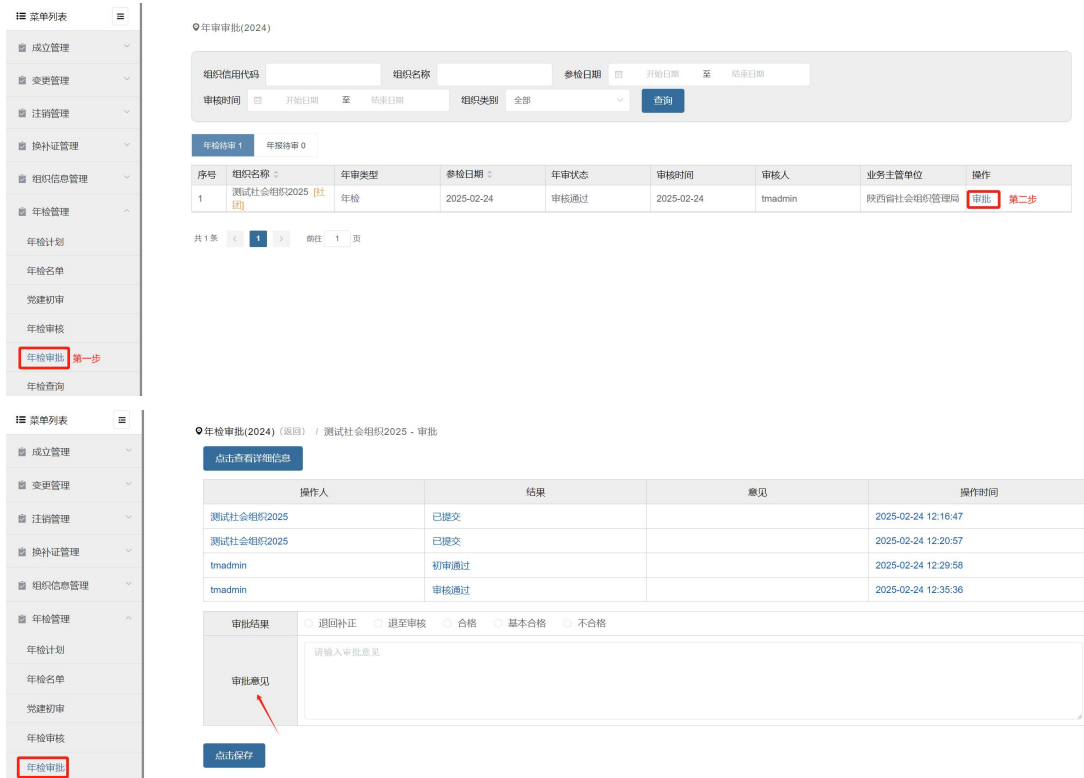 菜单列表
成立管理
变更管理
注销管理
换补证管理
组织信息管理
年检管理
年检计划
年检名单
党建初审
年检审核
年检审批 第一步
年检查询
年审审批(2024)
组织信用代码 组织名称 参检日期 开始日期 至 结束日期
审核时间 开始日期 至 结束日期 组织类别 全部 查询
年检待审 1 年报待审 0
序号 组织名称 年审类型 参检日期 年审状态 审核时间 审核人 业务主管单位 操作
1 测试社会组织2025 [社团] 年检 2025-02-24 审核通过 2025-02-24 tmadmin 陕西省社会组织管理局 审批 第二步
共 1 条 < 1 > 前往 1 页
菜单列表
成立管理
变更管理
注销管理
换补证管理
组织信息管理
年检管理
年检计划
年检名单
党建初审
年检审核
年检审批
年检审批(2024) (返回) / 测试社会组织2025 - 审批
点击查看详细信息
操作人 结果 意见 操作时间
测试社会组织2025 已提交 2025-02-24 12:16:47
测试社会组织2025 已提交 2025-02-24 12:20:57
tmadmin 初审通过 2025-02-24 12:29:58
tmadmin 审核通过 2025-02-24 12:35:36
审批结果 退回补正 退至审核 合格 基本合格 不合格
审批意见 请输入审批意见
点击保存